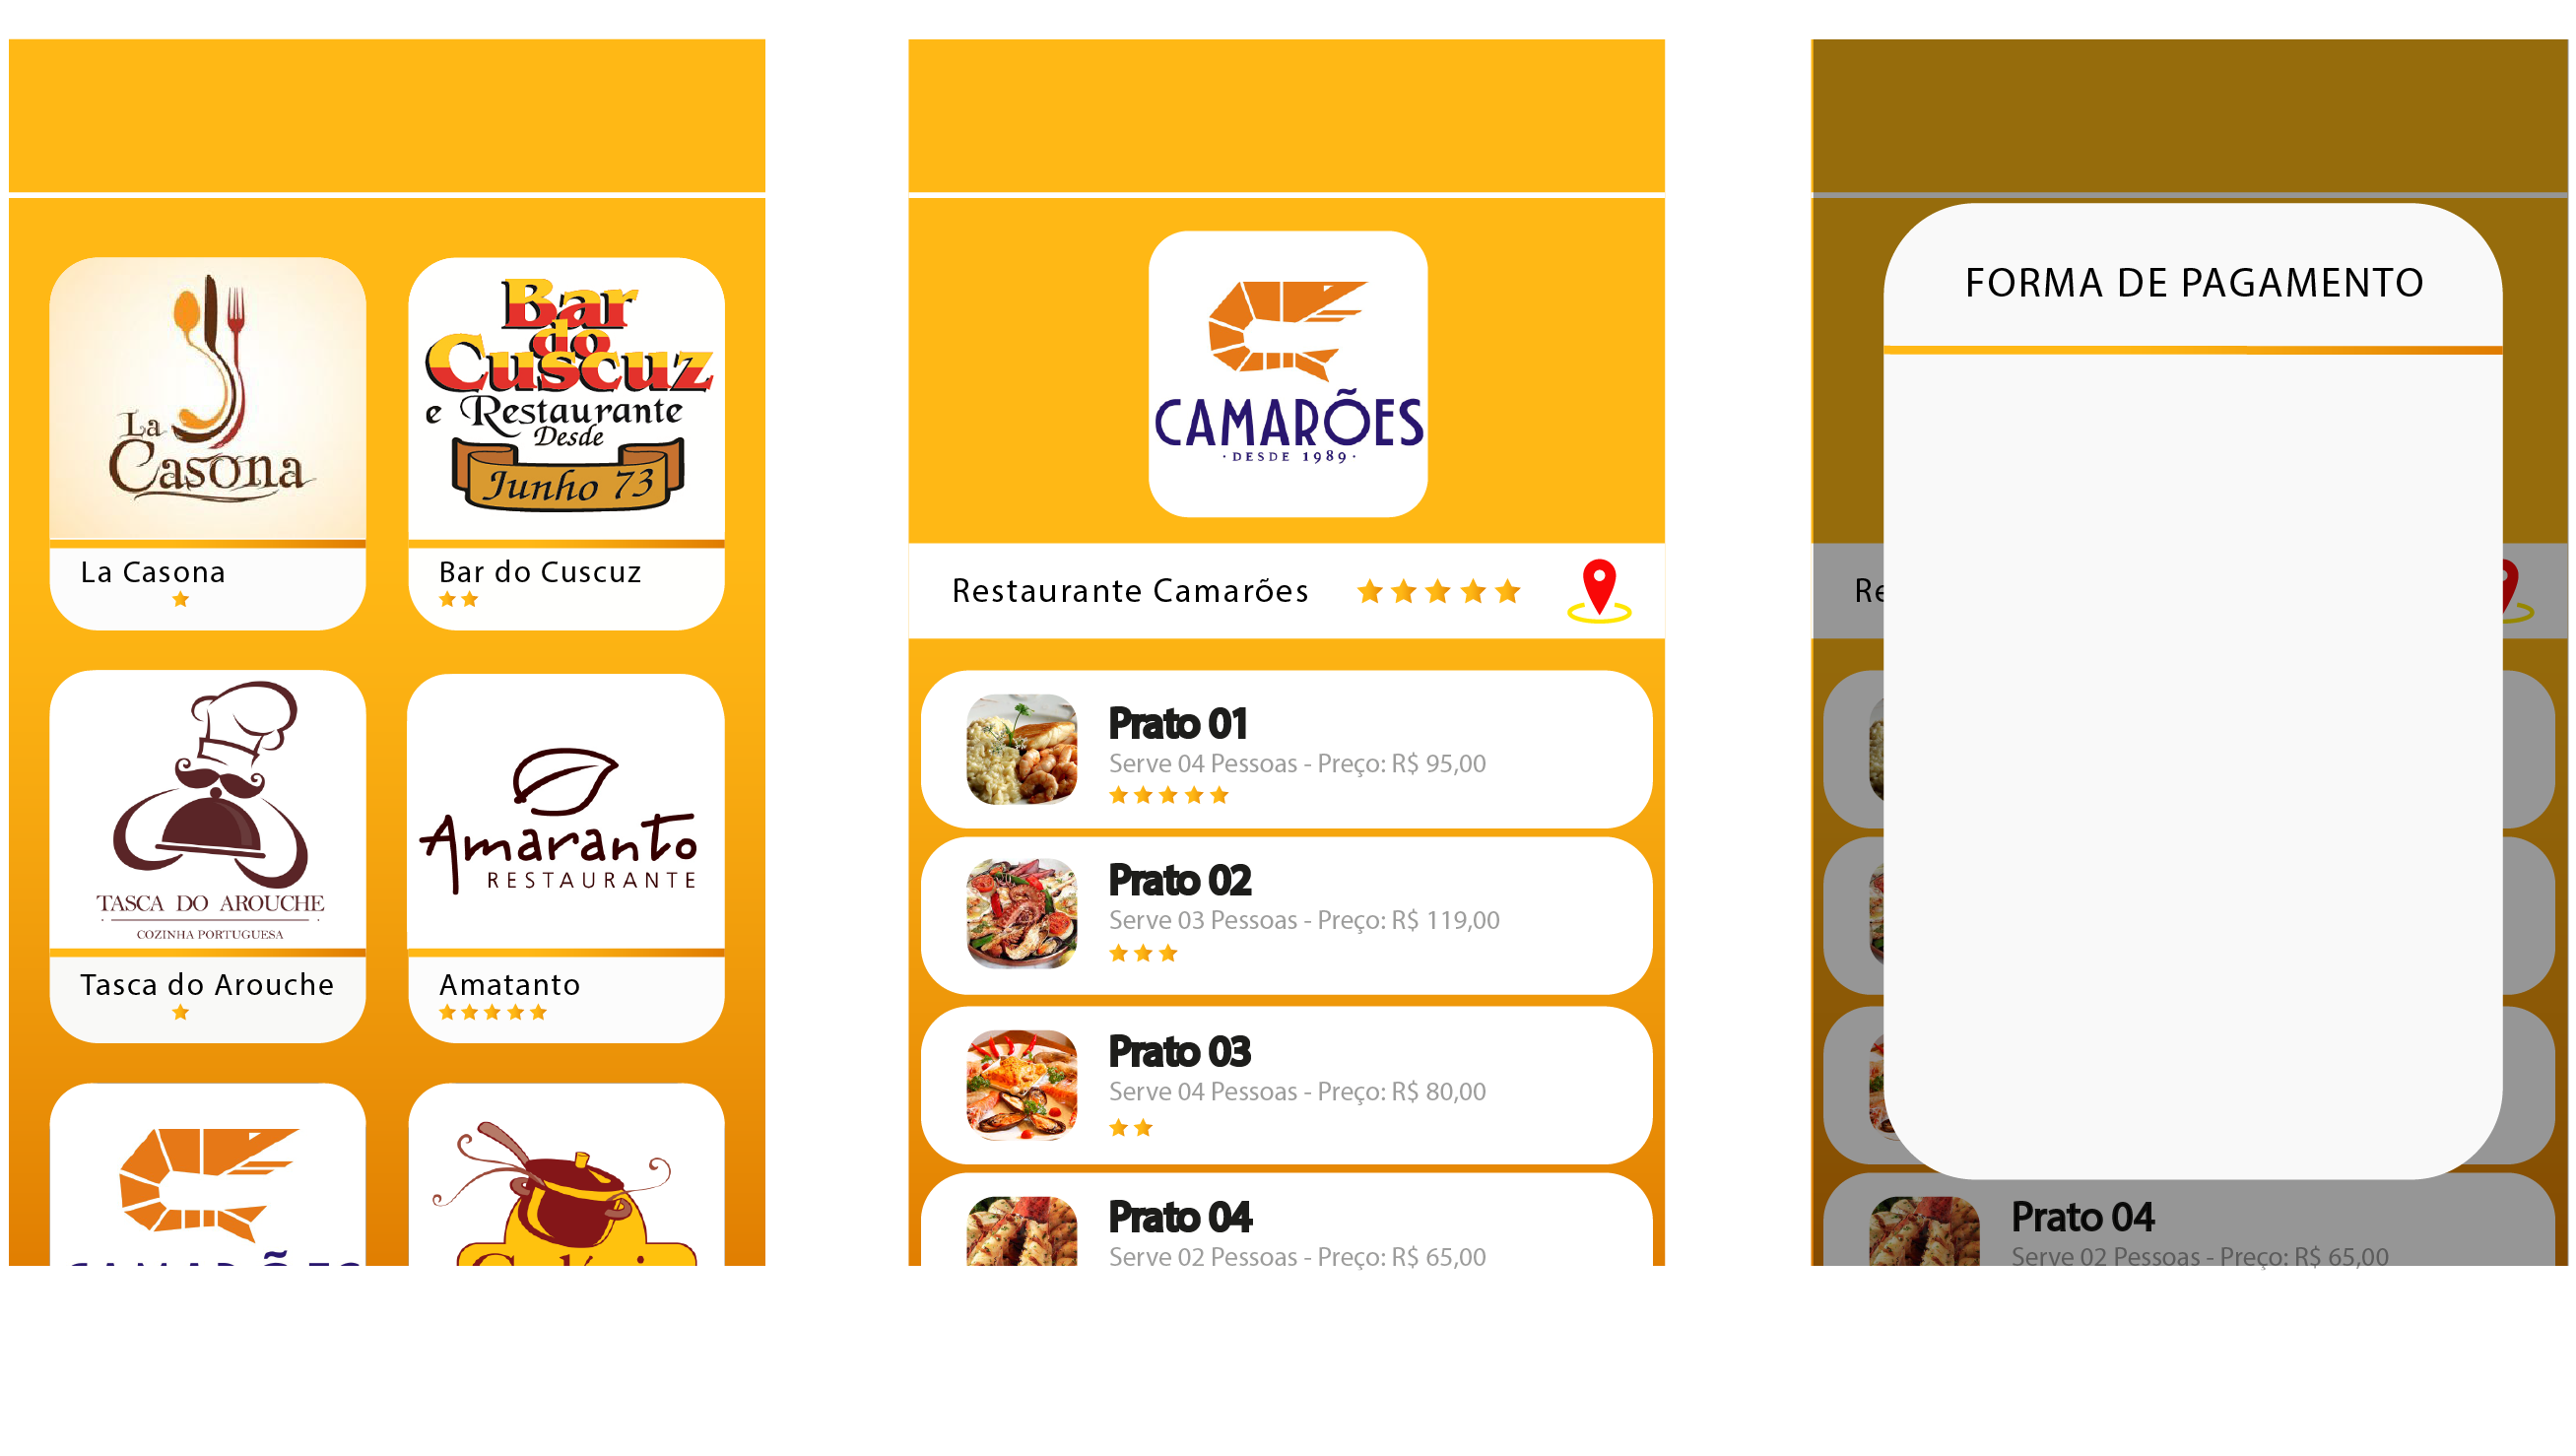 La
Casona
La Casona
Bar
do
Cuscuz
e Restaurante
Desde
Junho 73
Bar do Cuscuz
TASCA DO AROUCHE
COZINHA PORTUGUESA
Tasca do Arouche
Amaranto
RESTAURANTE
Amatanto
CAMARÕES
CAMARÕES
·DESDE 1989·
Restaurante Camarões
Prato 01
Serve 04 Pessoas - Preço: R$ 95,00
Prato 02
Serve 03 Pessoas - Preço: R$ 119,00
Prato 03
Serve 04 Pessoas - Preço: R$ 80,00
Prato 04
Serve 02 Pessoas - Preço: R$ 65,00
FORMA DE PAGAMENTO
Re
Prato 04
Serve 02 Pessoas - Preço: R$ 65,00